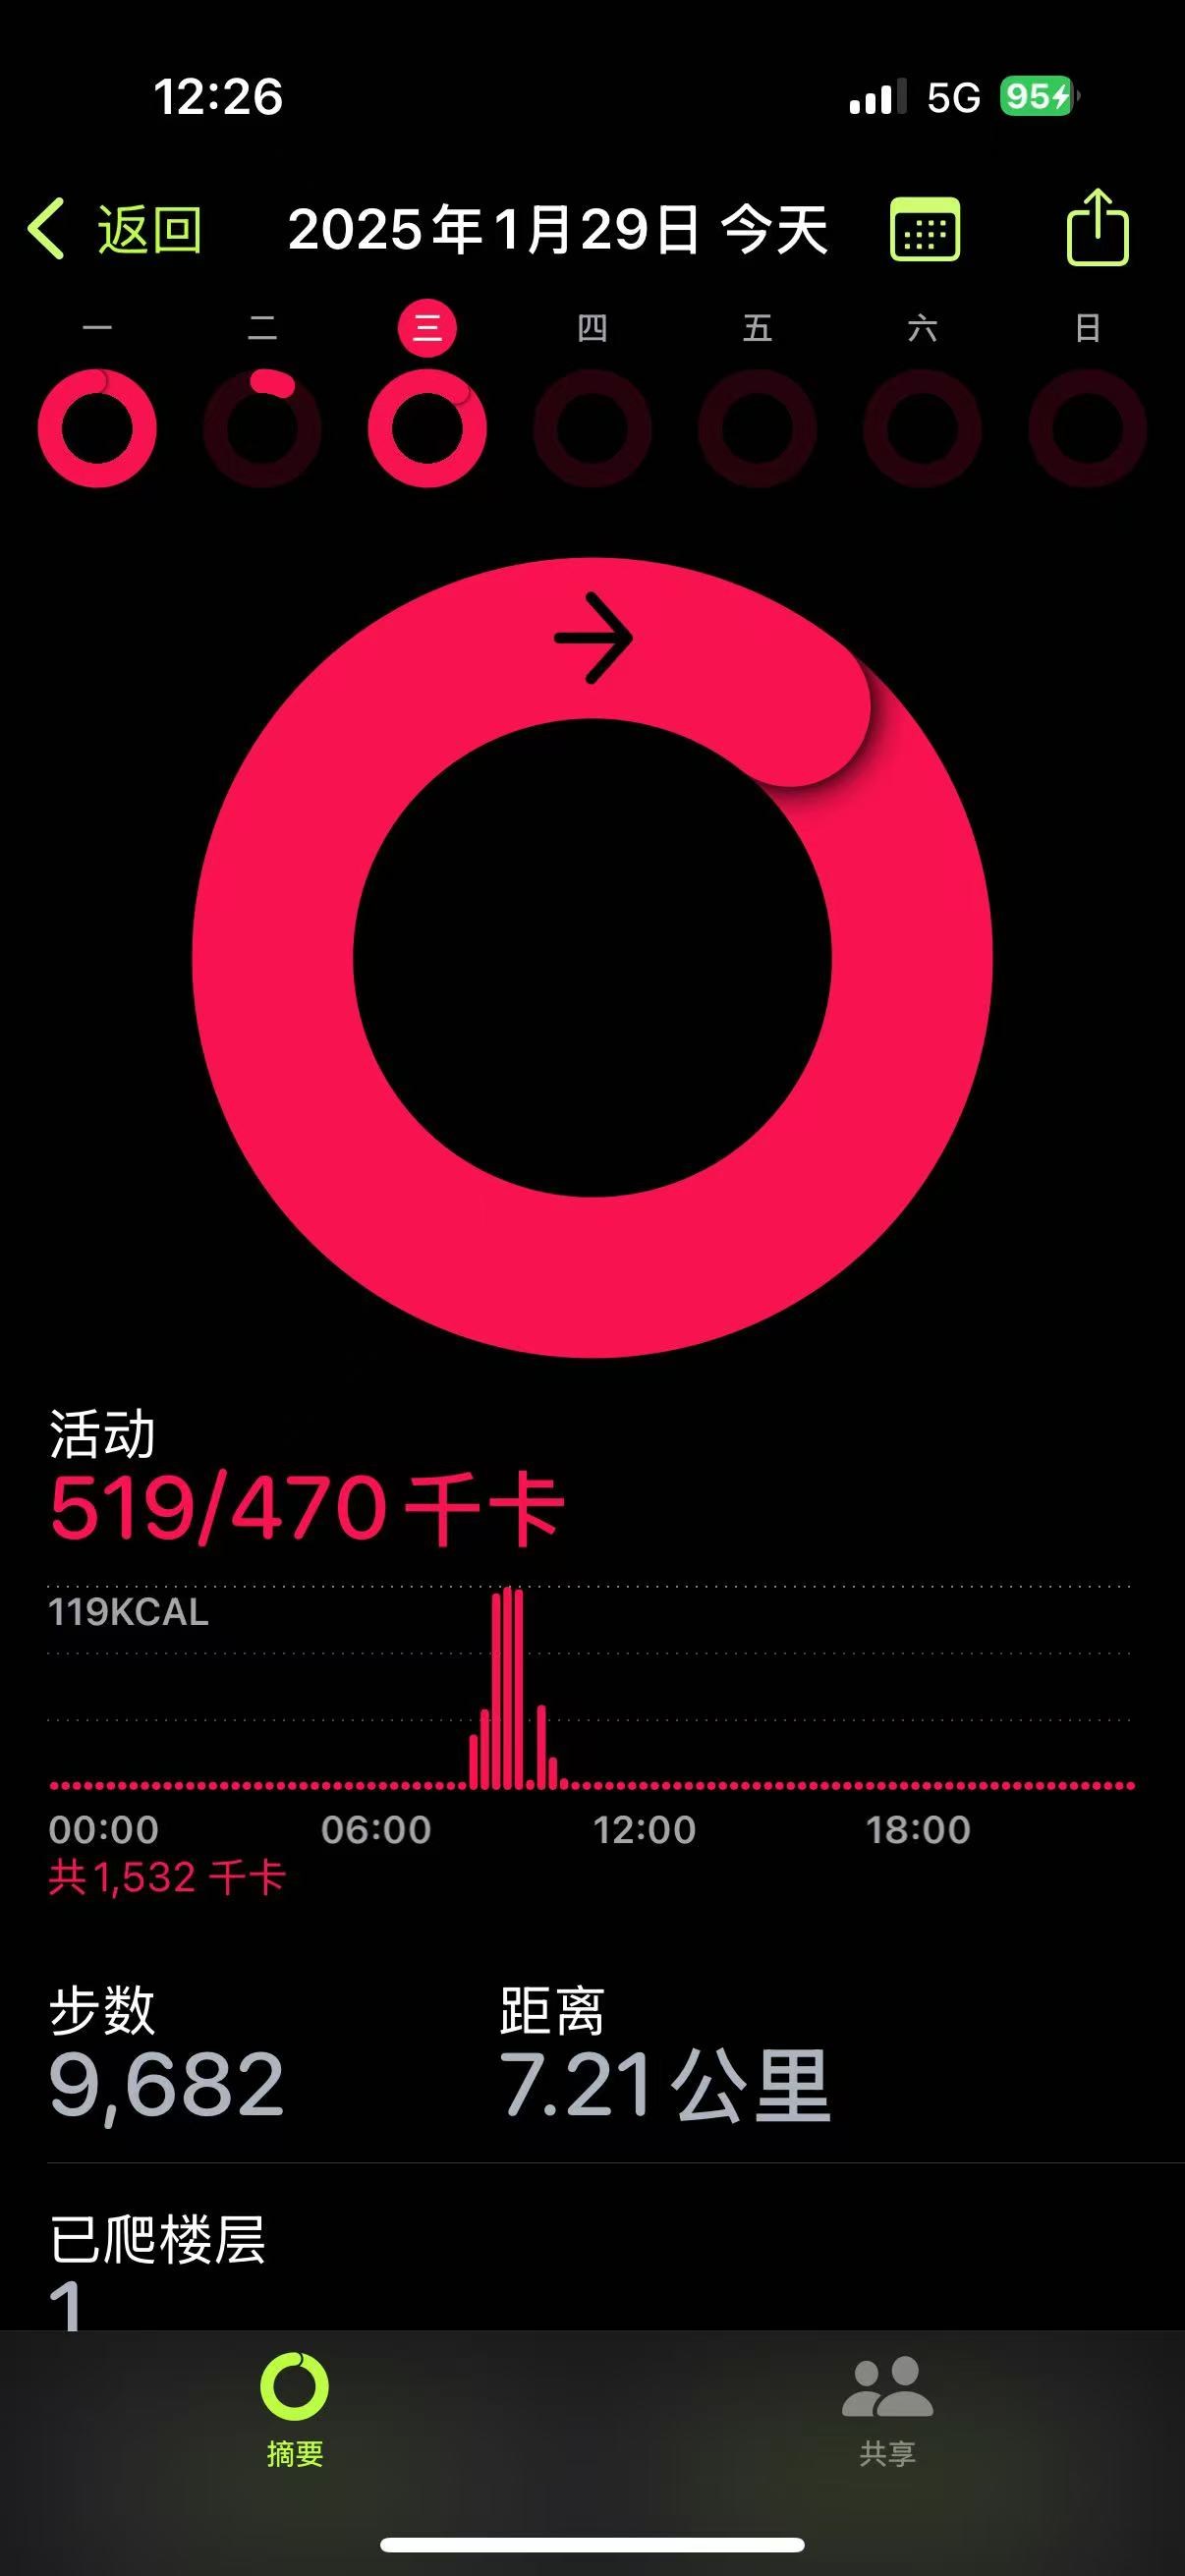 12:26 5G 95
返回 2025年1月29日 今天
一 二 三 四 五 六 日
活动
519/470千卡
119KCAL
00:00 06:00 12:00 18:00
共1,532 千卡
步数 距离
9,682 7.21公里
已爬楼层
1
摘要 共享